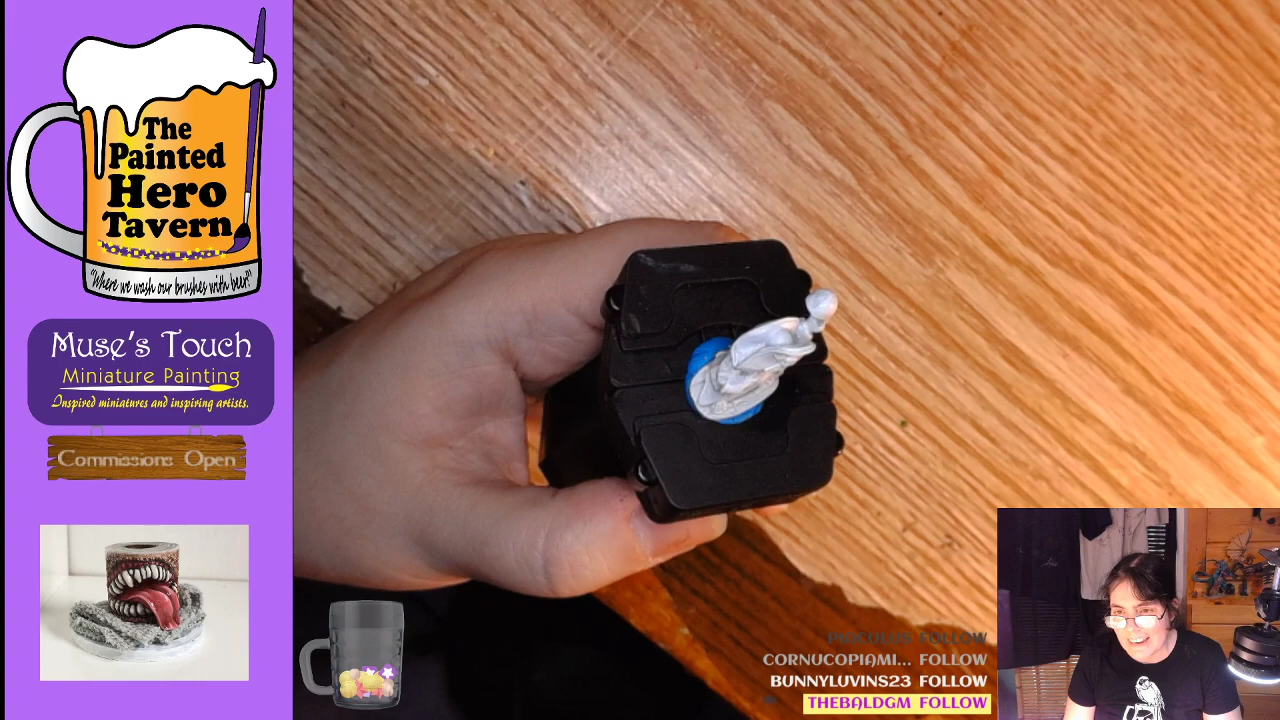 The
Painted
Hero
Tavern
"Where we wash our brushes with beer!"
Muse's Touch
Miniature Painting
Inspired miniatures and inspiring artists.
Commissions Open
FOLLOW
CORNUCOPIAMI... FOLLOW
BUNNYLUVINS23 FOLLOW
THEBALDGM FOLLOW